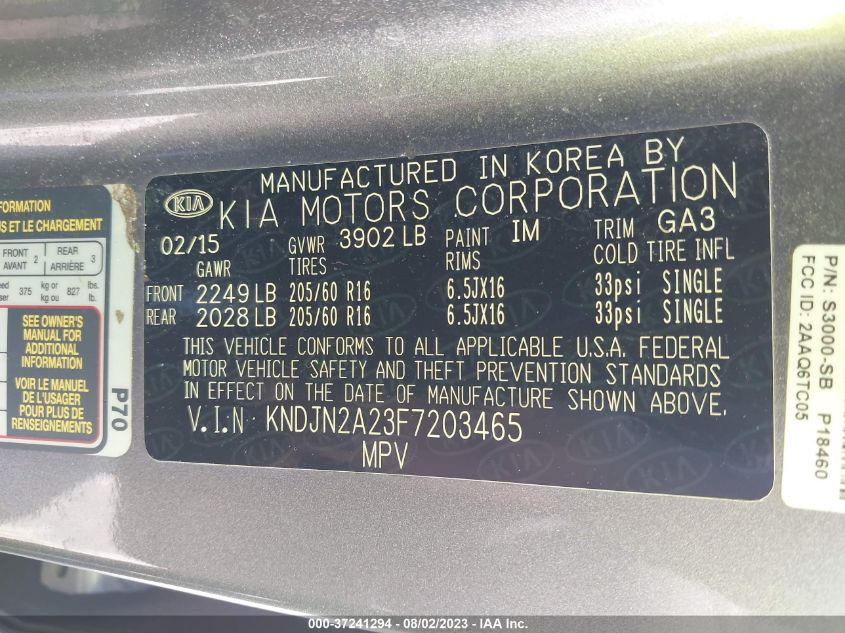 FORMATION
US ET LE CHARGEMENT
FRONT AVANT 2 REAR ARRIÈRE 3
375 kg or kg ou 827 lbs. lb.
SEE OWNER'S
MANUAL FOR
ADDITIONAL
INFORMATION
VOIR LE MANUEL
DE L'USAGER
POUR PLUS DE
RENSEIGNEMENTS
P70
MANUFACTURED IN KOREA BY
KIA KIA MOTORS CORPORATION
02/15 GVWR 3902 LB PAINT IM TRIM GA3
GAWR TIRES RIMS COLD TIRE INFL
FRONT 2249 LB 205/60 R16 6.5JX16 33psi SINGLE
REAR 2028 LB 205/60 R16 6.5JX16 33psi SINGLE
THIS VEHICLE CONFORMS TO ALL APPLICABLE U.S.A. FEDERAL
MOTOR VEHICLE SAFETY AND THEFT PREVENTION STANDARDS
IN EFFECT ON THE DATE OF MANUFACTURE SHOWN ABOVE.
V.I.N KNDJN2A23F7203465
MPV
P/N: S3000-SB P18460
FCC ID: 2AAQ6TC05
000-37241294 - 08/02/2023 - IAA Inc.